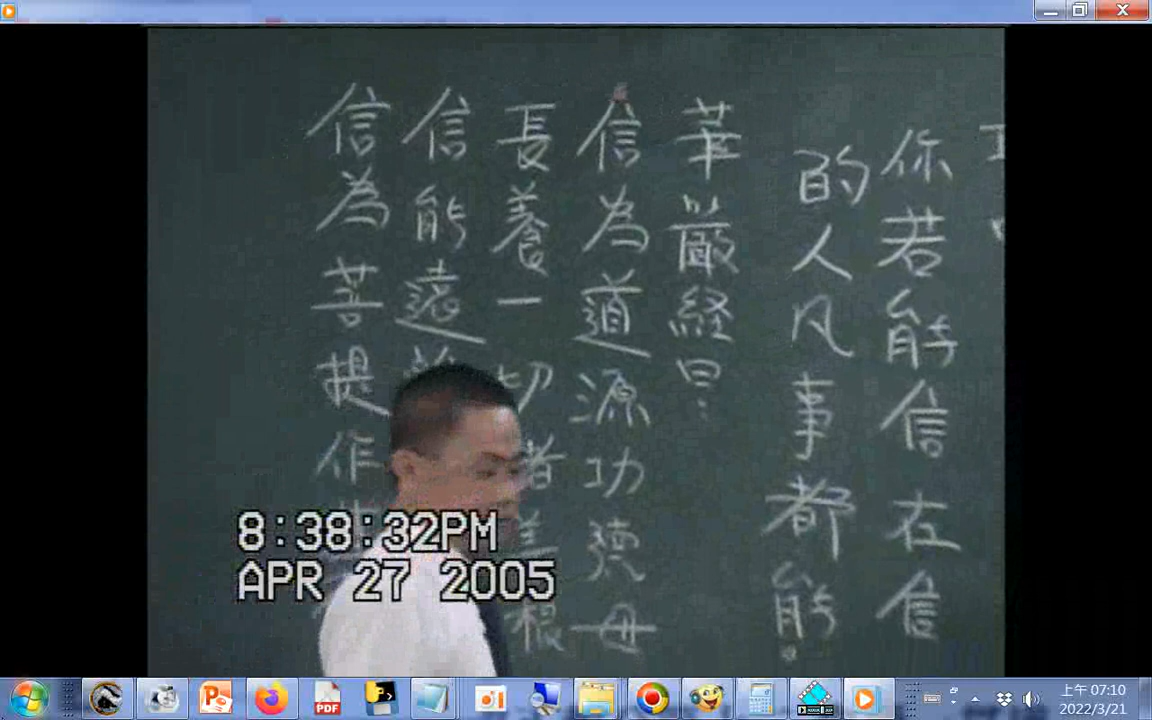 你若能信在信
的人凡事都能。
華嚴経曰：
信為道源功德母
長養一切諸善根
信能遠
信為菩提作
8:38:32PM
APR 27 2005
PDF
上午 07:10
2022/3/21